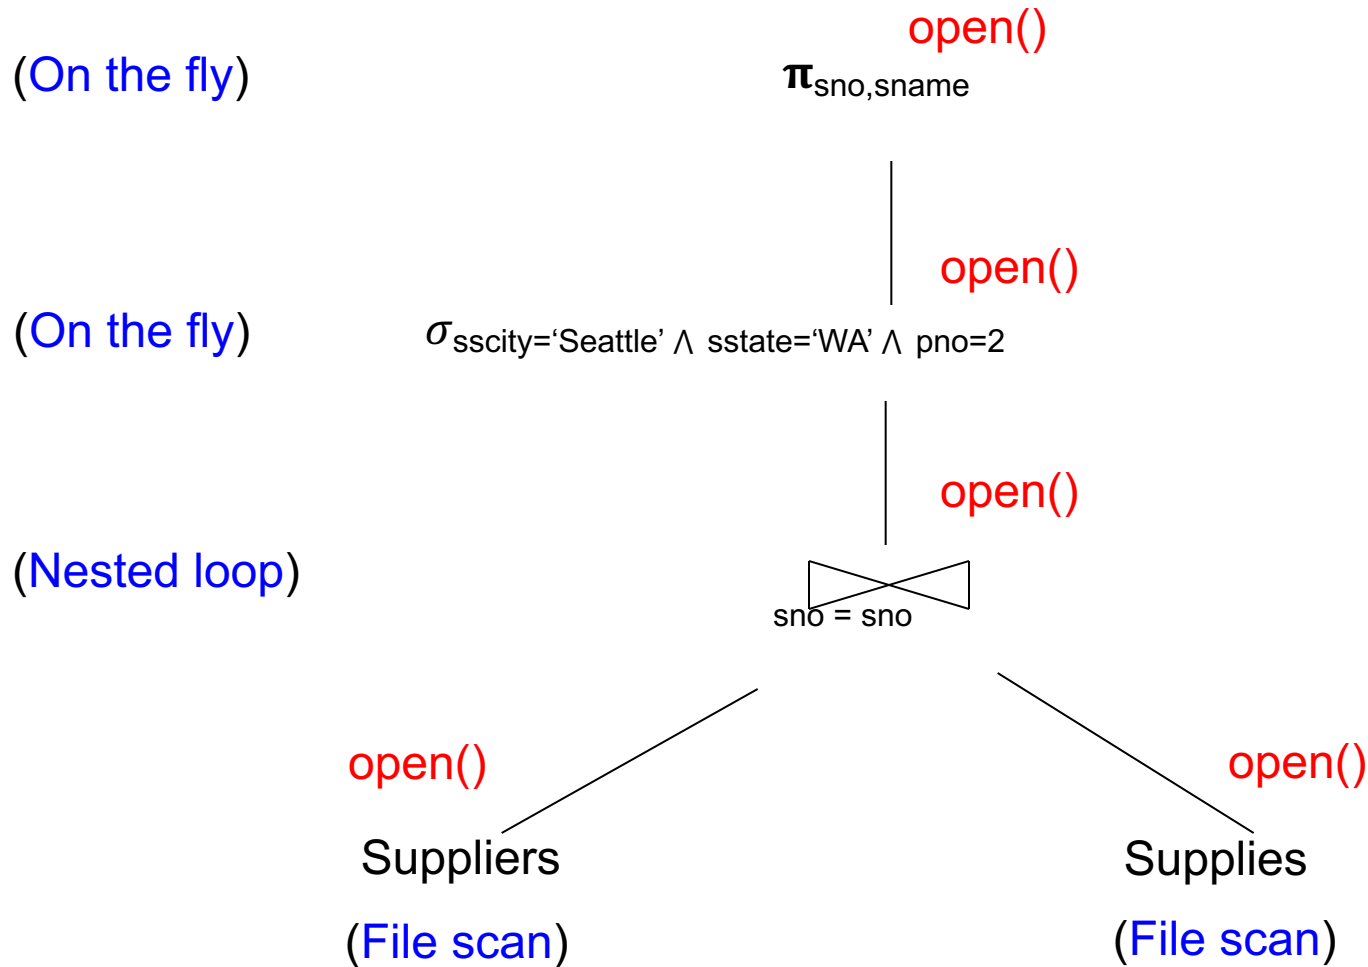 open()
(On the fly) πsno,sname
open()
(On the fly) σsscity=‘Seattle’ ∧ sstate=‘WA’ ∧ pno=2
open()
(Nested loop)
sno = sno
open() open()
Suppliers Supplies
(File scan) (File scan)